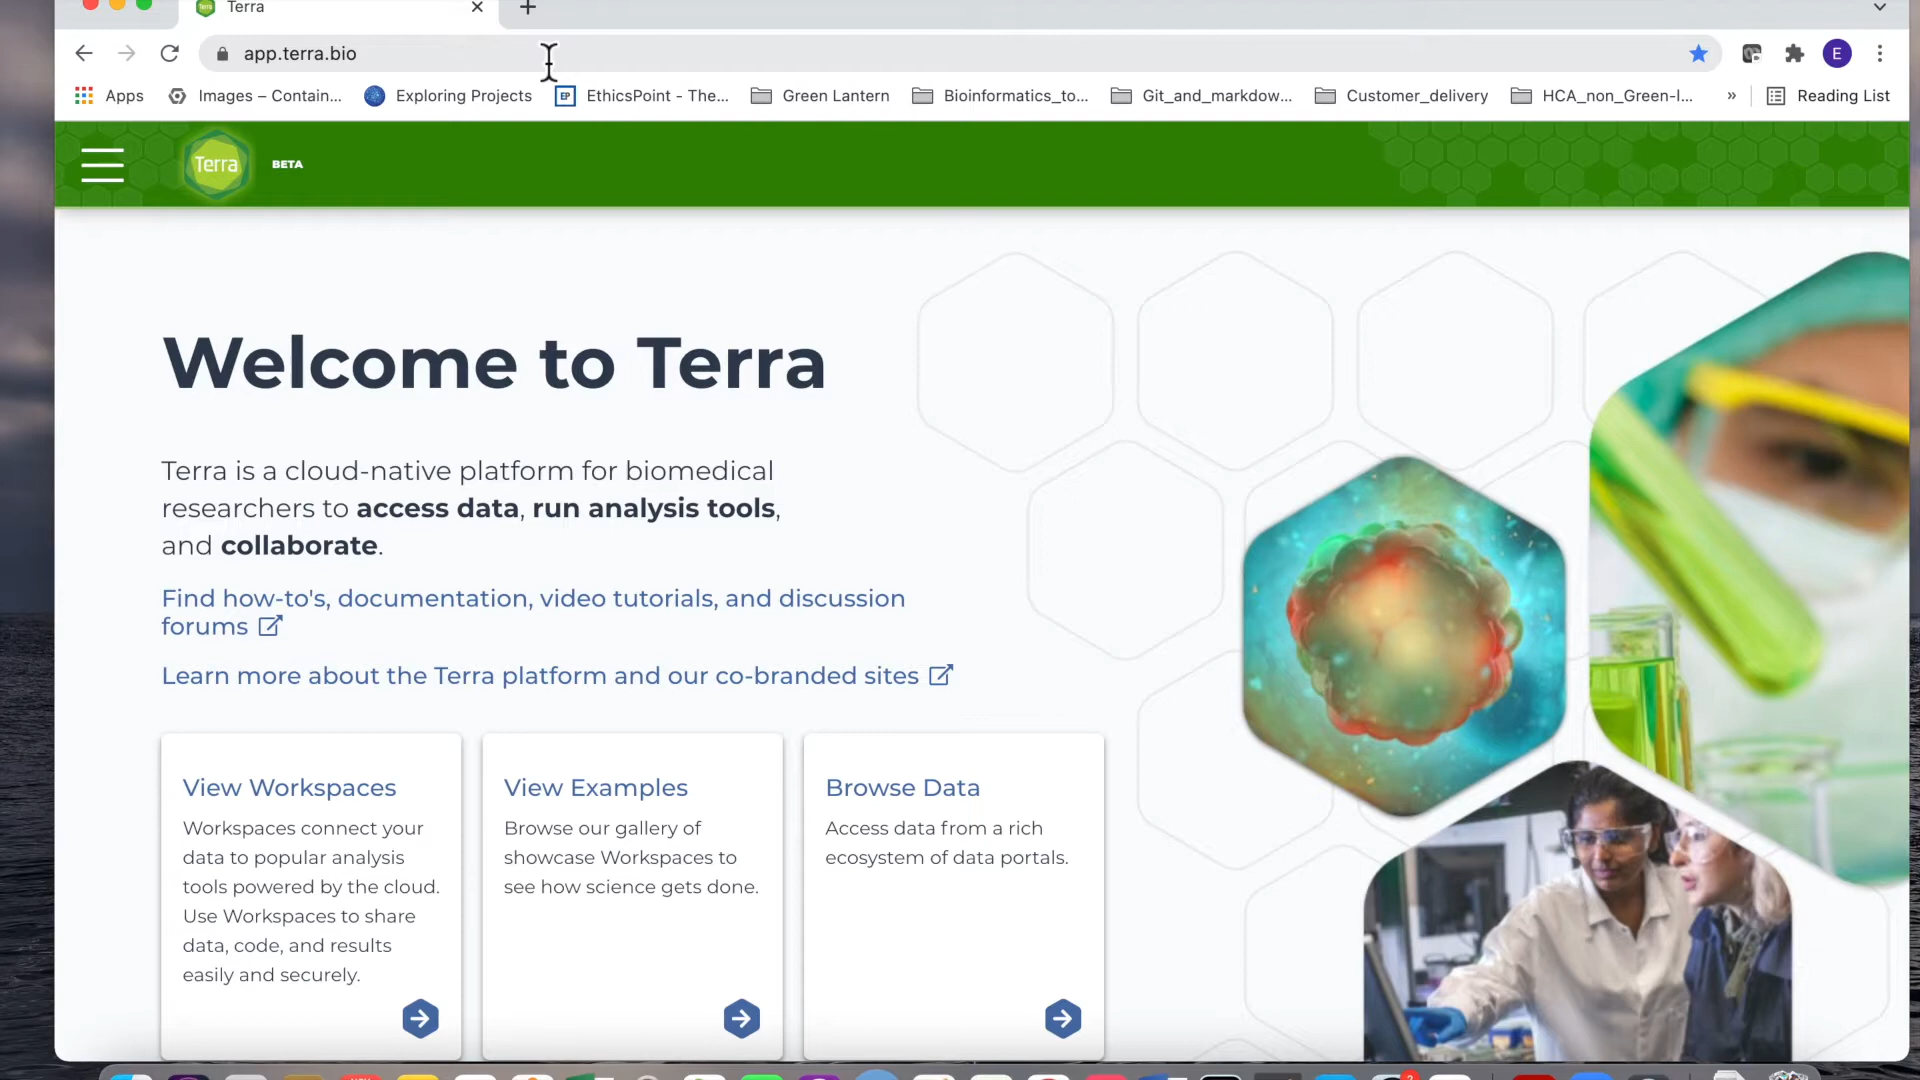 Terra
app.terra.bio
E
Apps
Images – Contain...
Exploring Projects
EP
EthicsPoint - The...
Green Lantern
Bioinformatics_to...
Git_and_markdow...
Customer_delivery
HCA_non_Green-l...
»
Reading List
Terra
BETA
Welcome to Terra
Terra is a cloud-native platform for biomedical
researchers to access data, run analysis tools,
and collaborate.
Find how-to's, documentation, video tutorials, and discussion
forums
Learn more about the Terra platform and our co-branded sites
View Workspaces
Workspaces connect your
data to popular analysis
tools powered by the cloud.
Use Workspaces to share
data, code, and results
easily and securely.
View Examples
Browse our gallery of
showcase Workspaces to
see how science gets done.
Browse Data
Access data from a rich
ecosystem of data portals.
2